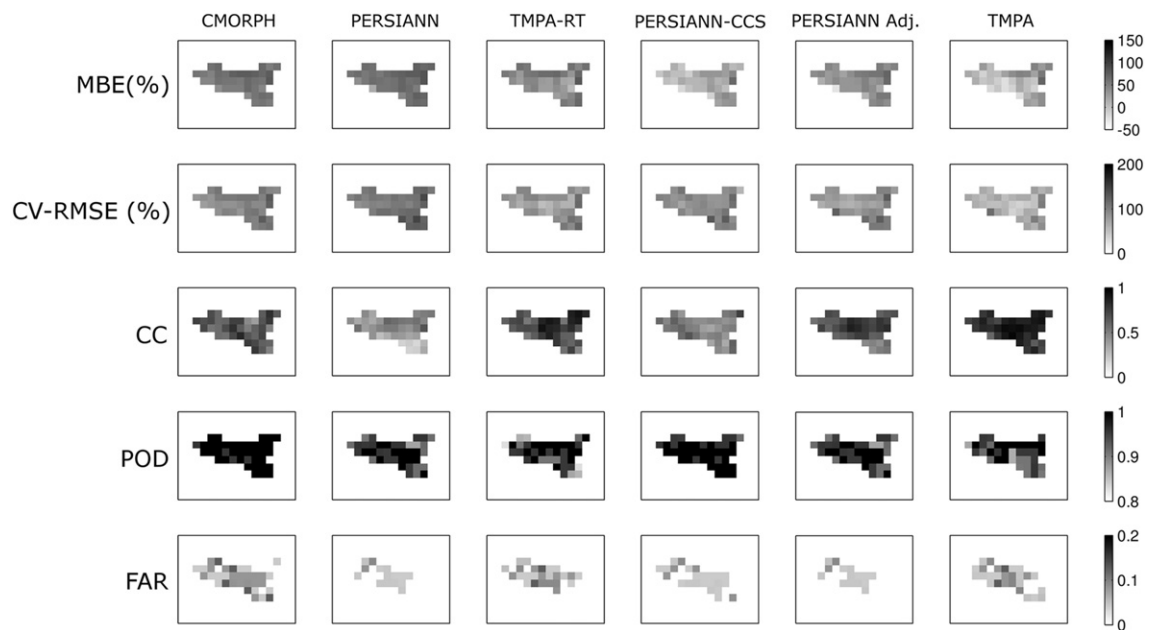 CMORPH PERSIANN TMPA-RT PERSIANN-CCS PERSIANN Adj. TMPA
MBE(%)
150
100
50
0
-50
CV-RMSE (%)
200
100
0
CC
1
0.5
0
POD
1
0.9
0.8
FAR
0.2
0.1
0